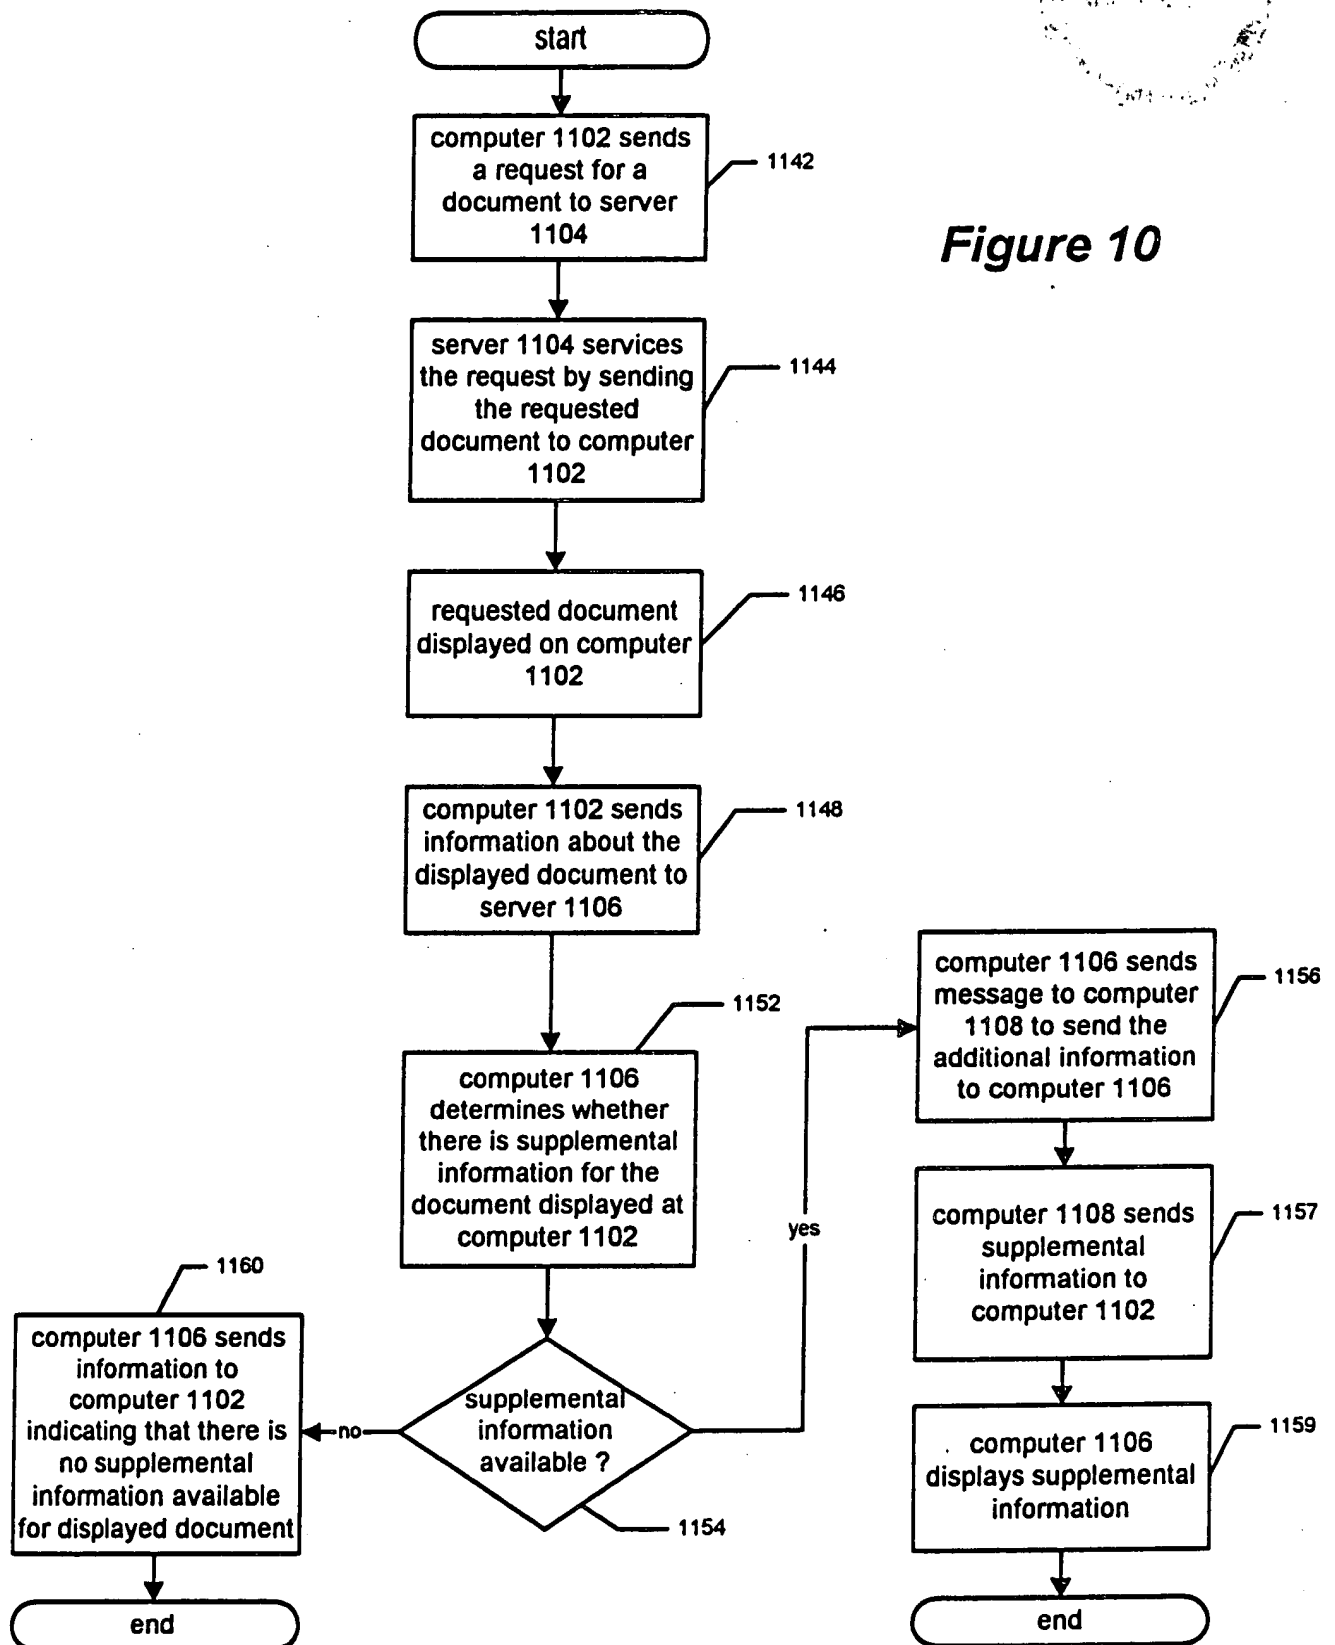 start
computer 1102 sends
a request for a
document to server
1104
1142
Figure 10
server 1104 services
the request by sending
the requested
document to computer
1102
1144
requested document
displayed on computer
1102
1146
computer 1102 sends
information about the
displayed document to
server 1106
1148
computer 1106
determines whether
there is supplemental
information for the
document displayed at
computer 1102
1152
supplemental
information
available ?
1154
no
yes
computer 1106 sends
information to
computer 1102
indicating that there is
no supplemental
information available
for displayed document
1160
end
computer 1106 sends
message to computer
1108 to send the
additional information
to computer 1106
1156
computer 1108 sends
supplemental
information to
computer 1102
1157
computer 1106
displays supplemental
information
1159
end